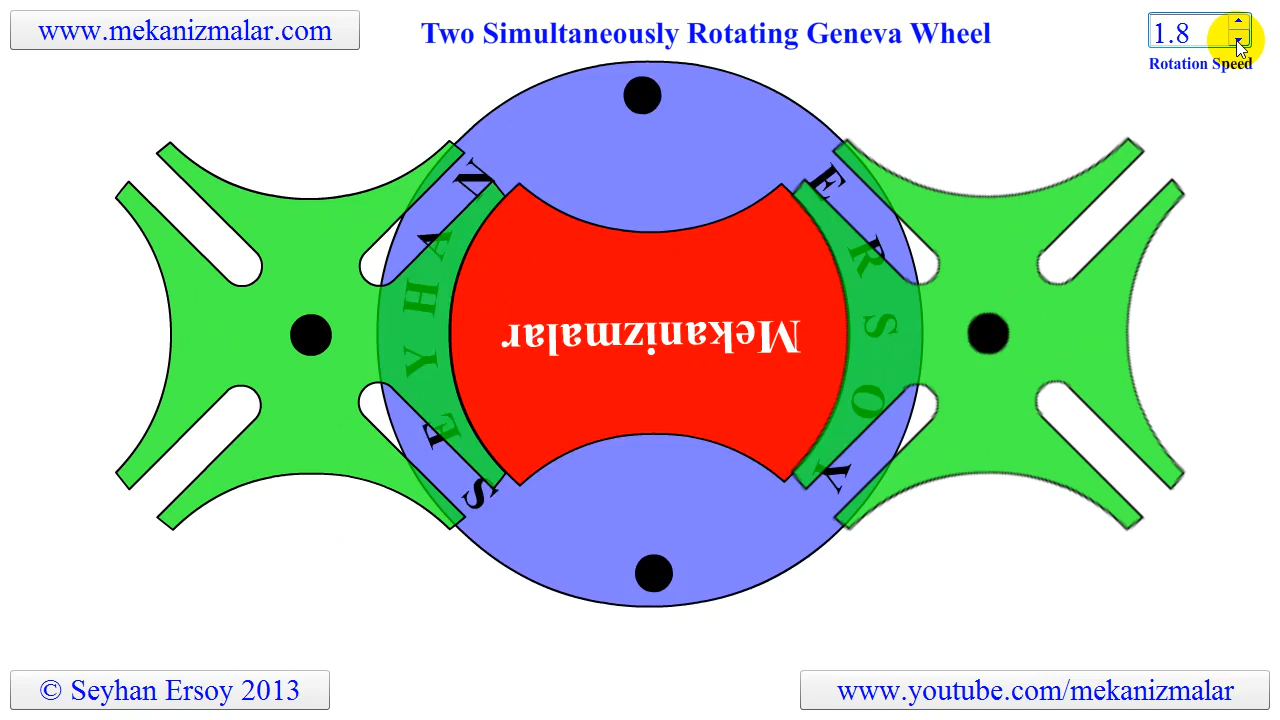 www.mekanizmalar.com
Two Simultaneously Rotating Geneva Wheel
1.8
Rotation Speed
SEYHAN
ERSOY
Mekanizmalar
© Seyhan Ersoy 2013
www.youtube.com/mekanizmalar